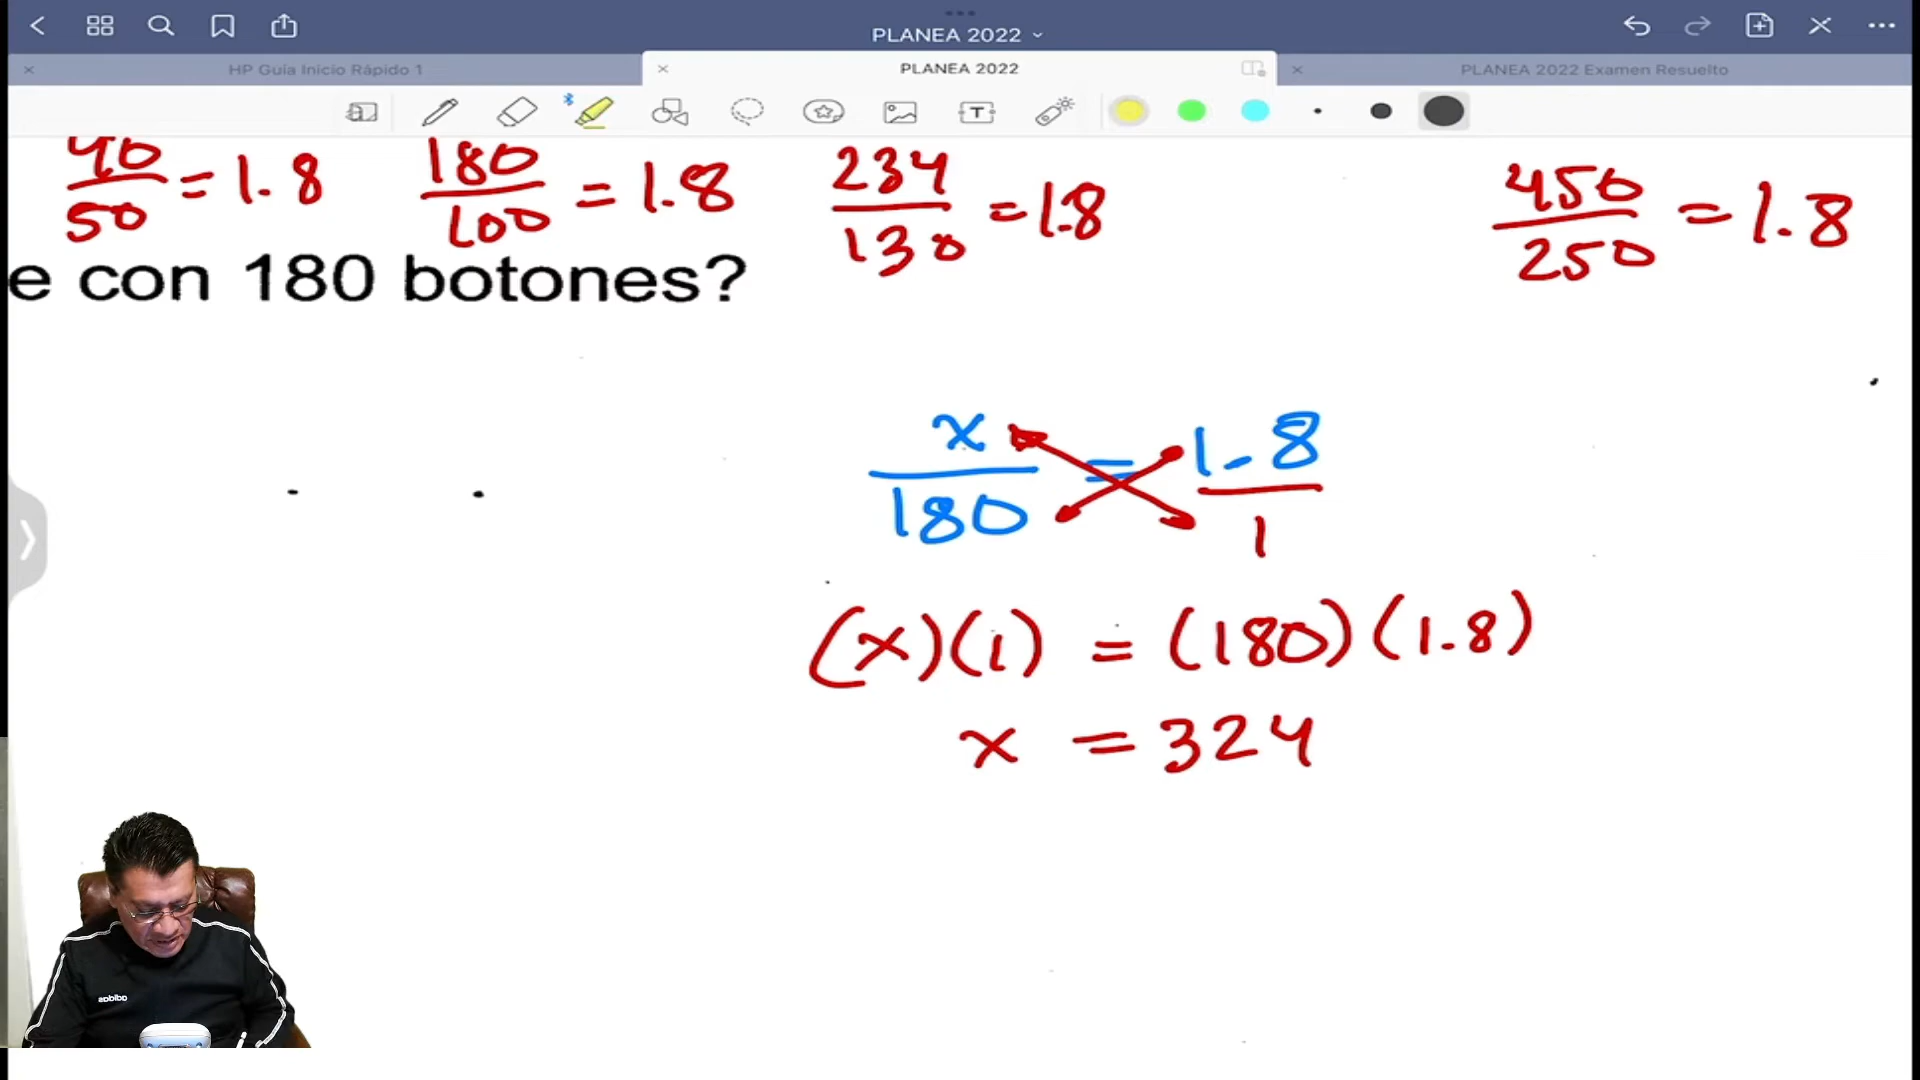 PLANEA 2022
HP Guía Inicio Rápido 1
PLANEA 2022
PLANEA 2022 Examen Resuelto
90/50 = 1.8
180/100 = 1.8
234/130 = 1.8
450/250 = 1.8
e con 180 botones?
x/180 = 1.8/1
(x)(1) = (180)(1.8)
x = 324
adidas